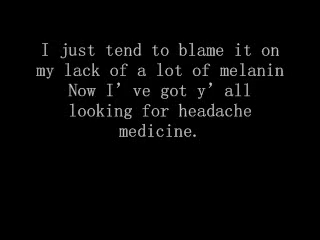 I just tend to blame it on
my lack of a lot of melanin
Now I’ve got y’all
looking for headache
medicine.